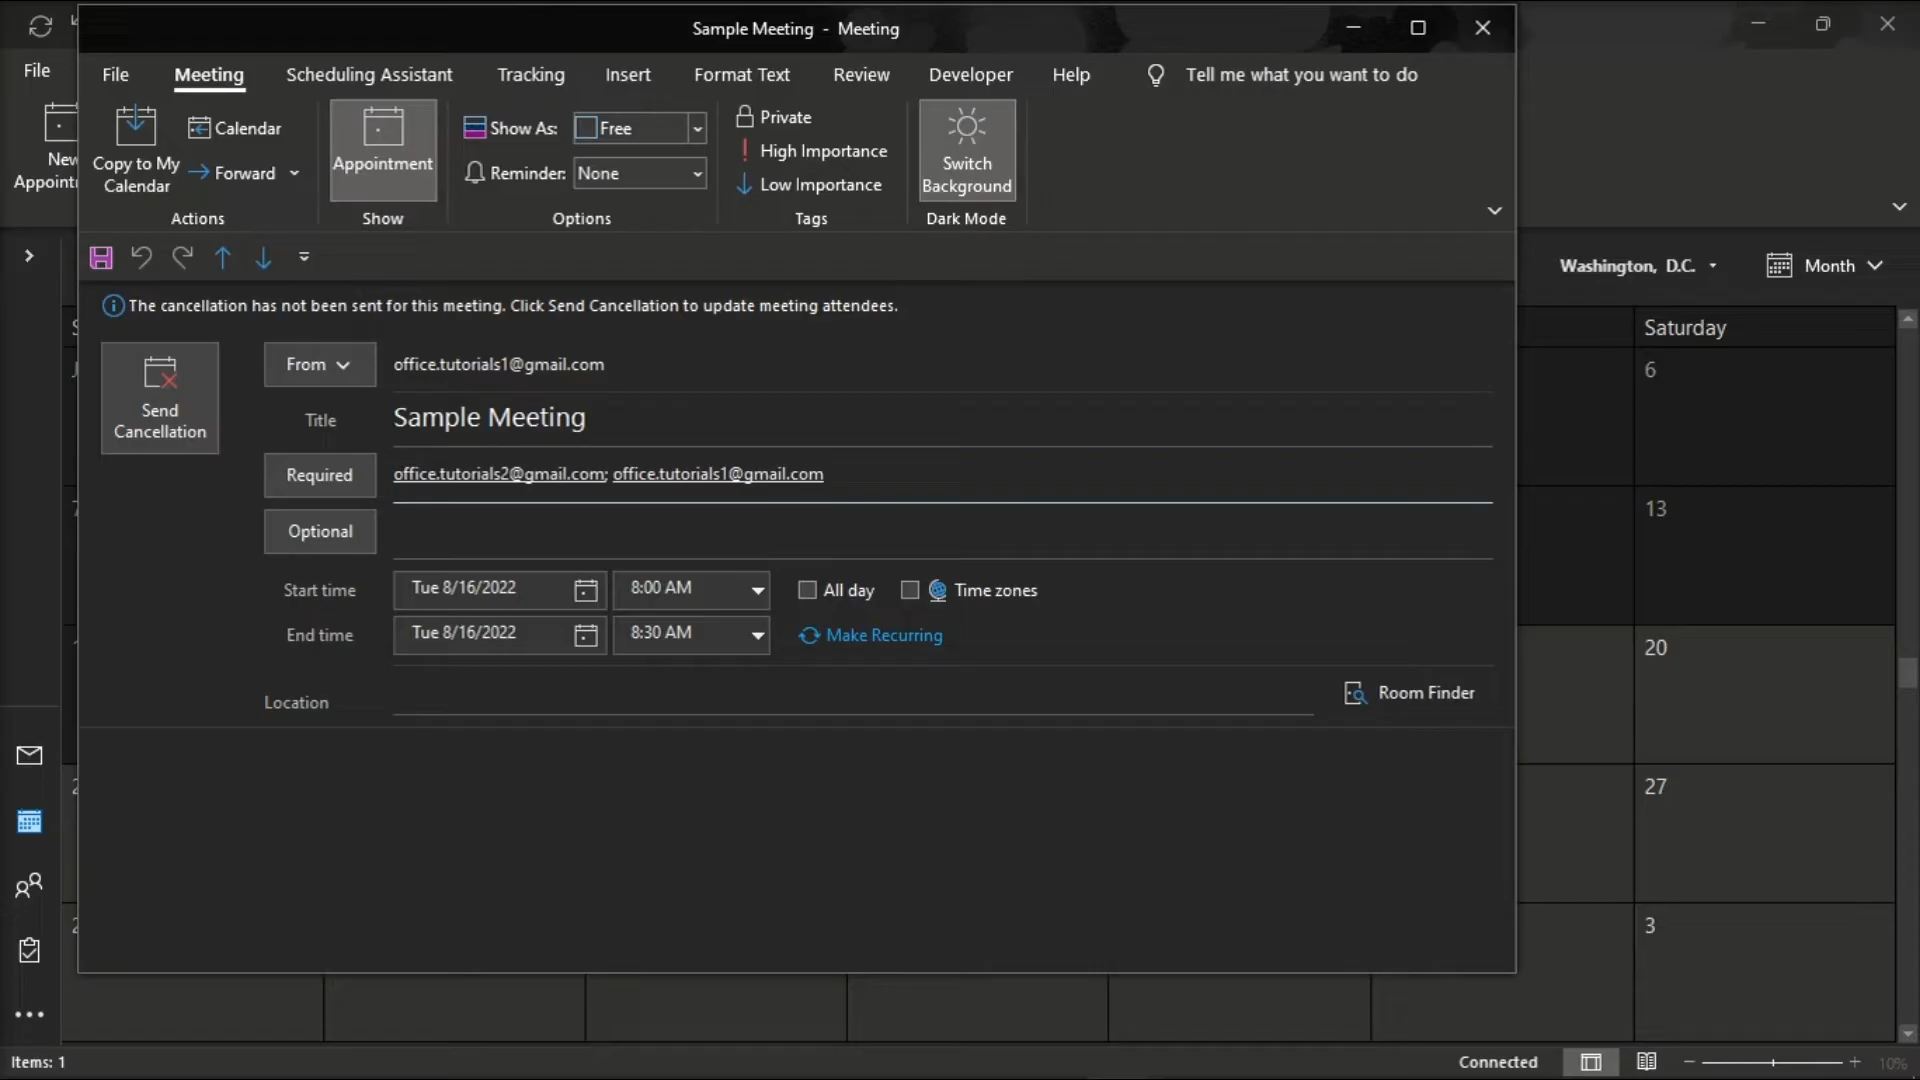 Sample Meeting - Meeting
File
File Meeting Scheduling Assistant Tracking Insert Format Text Review Developer Help Tell me what you want to do
New
Appoint
Copy to My
Calendar
Calendar
Forward
Actions
Appointment
Show
Show As: Free
Reminder: None
Options
Private
High Importance
Low Importance
Tags
Switch
Background
Dark Mode
Washington, D.C. Month
The cancellation has not been sent for this meeting. Click Send Cancellation to update meeting attendees.
Send
Cancellation
From office.tutorials1@gmail.com
Title Sample Meeting
Required office.tutorials2@gmail.com; office.tutorials1@gmail.com
Optional
Start time Tue 8/16/2022 8:00 AM All day Time zones
End time Tue 8/16/2022 8:30 AM Make Recurring
Location Room Finder
Saturday
6
13
20
27
3
Items: 1 Connected 10%